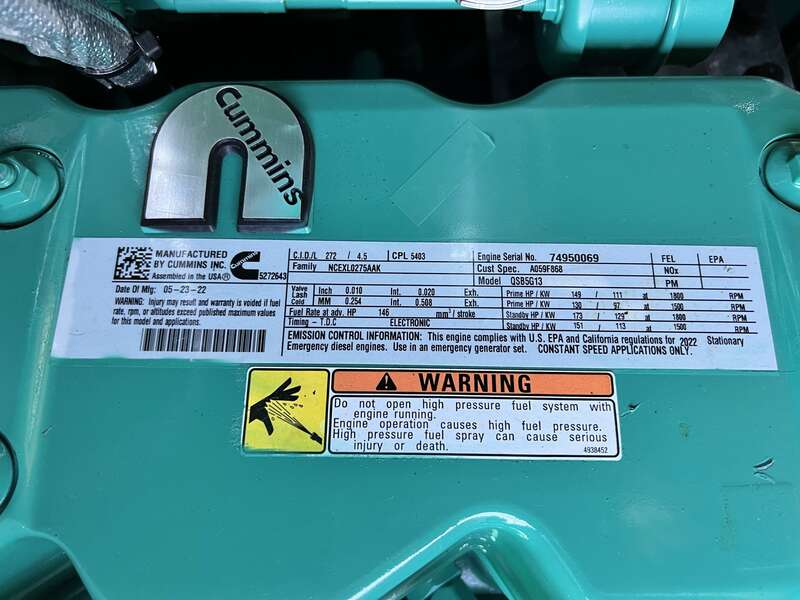 Cummins
MANUFACTURED
BY CUMMINS INC.
Assembled in the USA®
Cummins
5272643
Date Of Mfg: 05-23-22
WARNING: Injury may result and warranty is voided if fuel
rate, rpm, or altitudes exceed published maximum values
for this model and applications.
C.I.D./L 272 / 4.5 CPL 5403
Family NCEXL0275AAK
Engine Serial No. 74950069
Cust Spec. A059F868
Model QSB5G13
FEL EPA
NOx
PM
Valve Lash Cold Inch 0.010 Int. 0.020 Exh.
MM 0.254 Int. 0.508 Exh.
Fuel Rate at adv. HP 146 mm³/ stroke
Timing - T.D.C ELECTRONIC
Prime HP / KW 149 / 111 at 1800 RPM
Prime HP / KW 130 / 97 at 1500 RPM
Standby HP / KW 173 / 129 at 1800 RPM
Standby HP / KW 151 / 113 at 1500 RPM
EMISSION CONTROL INFORMATION: This engine complies with U.S. EPA and California regulations for 2022 Stationary
Emergency diesel engines. Use in an emergency generator set. CONSTANT SPEED APPLICATIONS ONLY.
WARNING
Do not open high pressure fuel system with
engine running.
Engine operation causes high fuel pressure.
High pressure fuel spray can cause serious
injury or death.
4938452